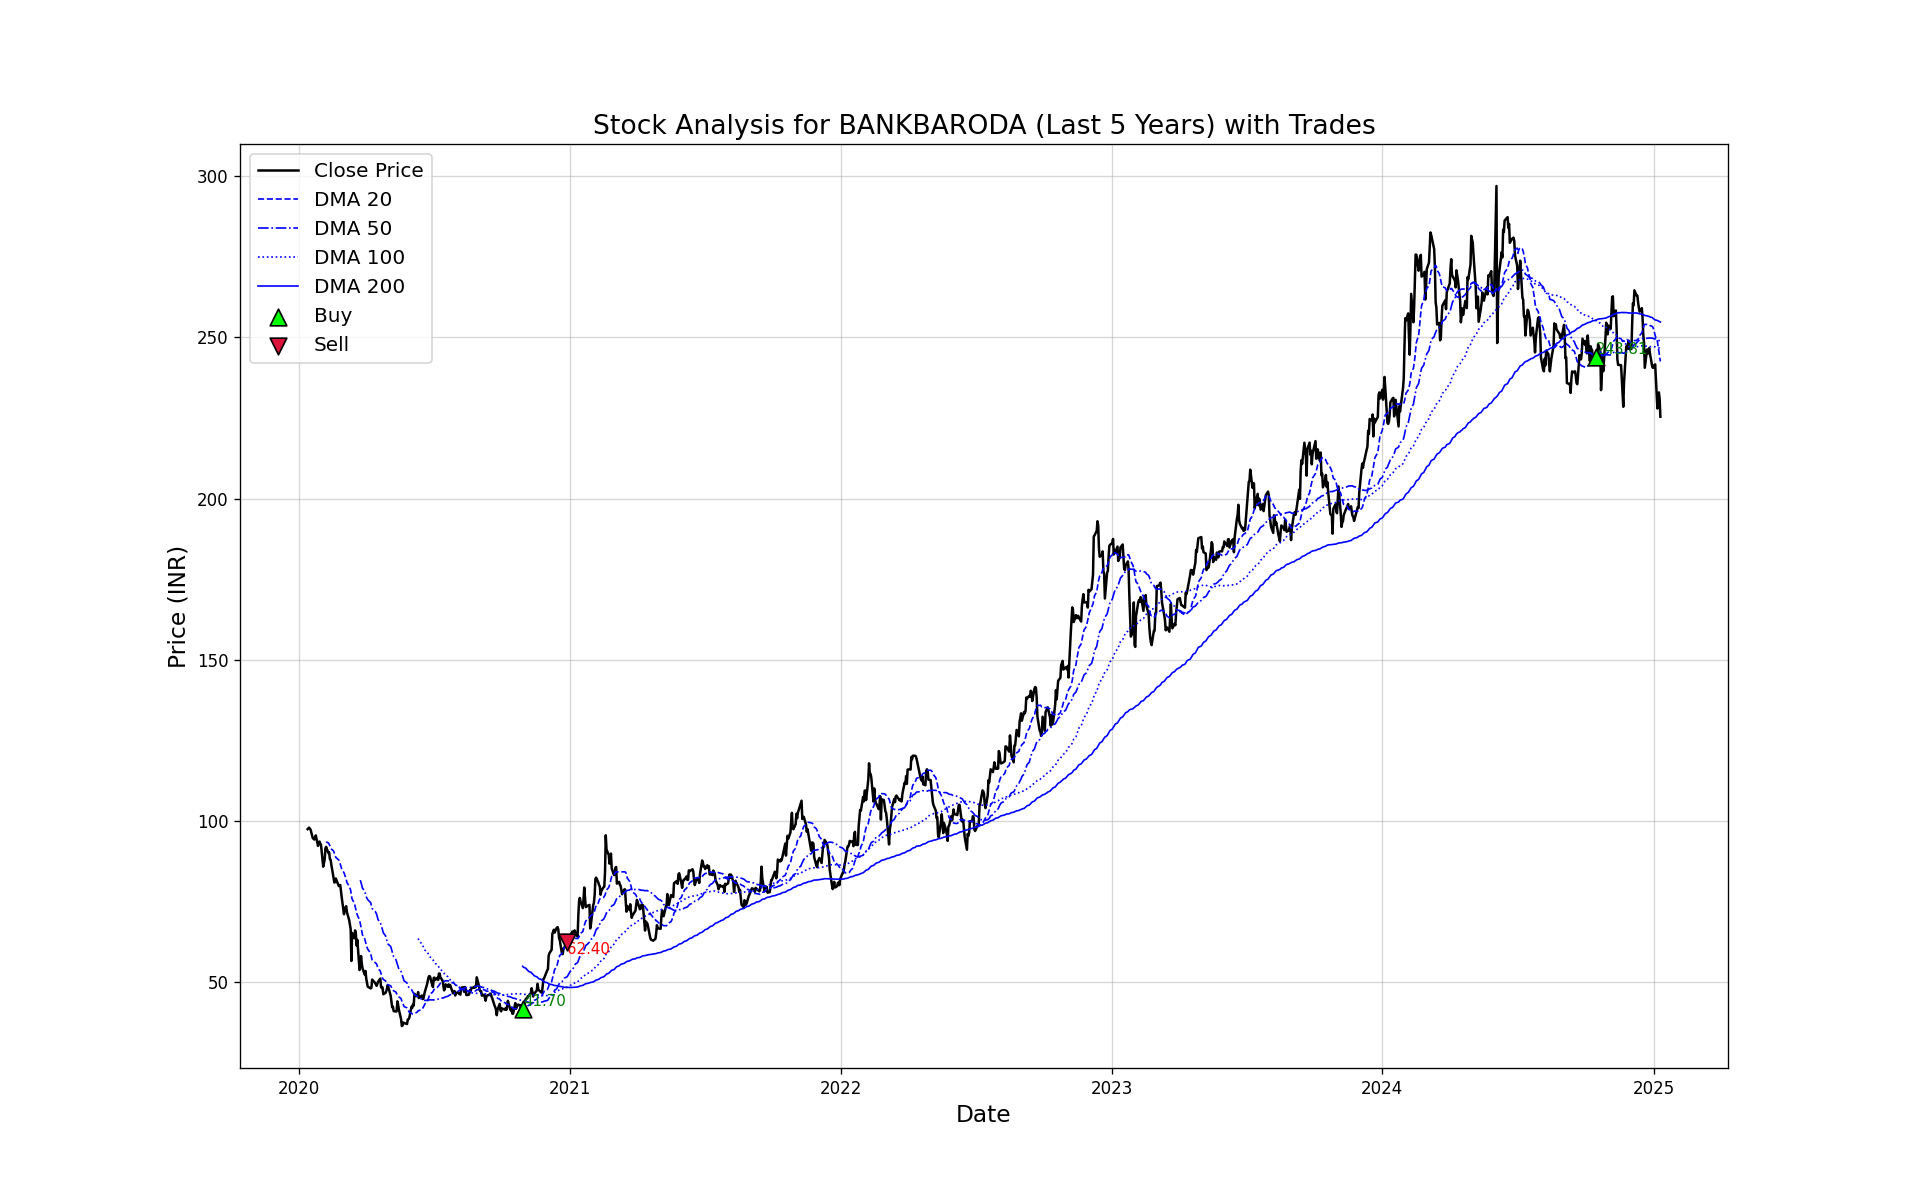 Stock Analysis for BANKBARODA (Last 5 Years) with Trades
Close Price
DMA 20
DMA 50
DMA 100
DMA 200
Buy
Sell
300
250
200
150
100
50
Price (INR)
62.40
41.70
2020
2021
2022
2023
2024
2025
Date